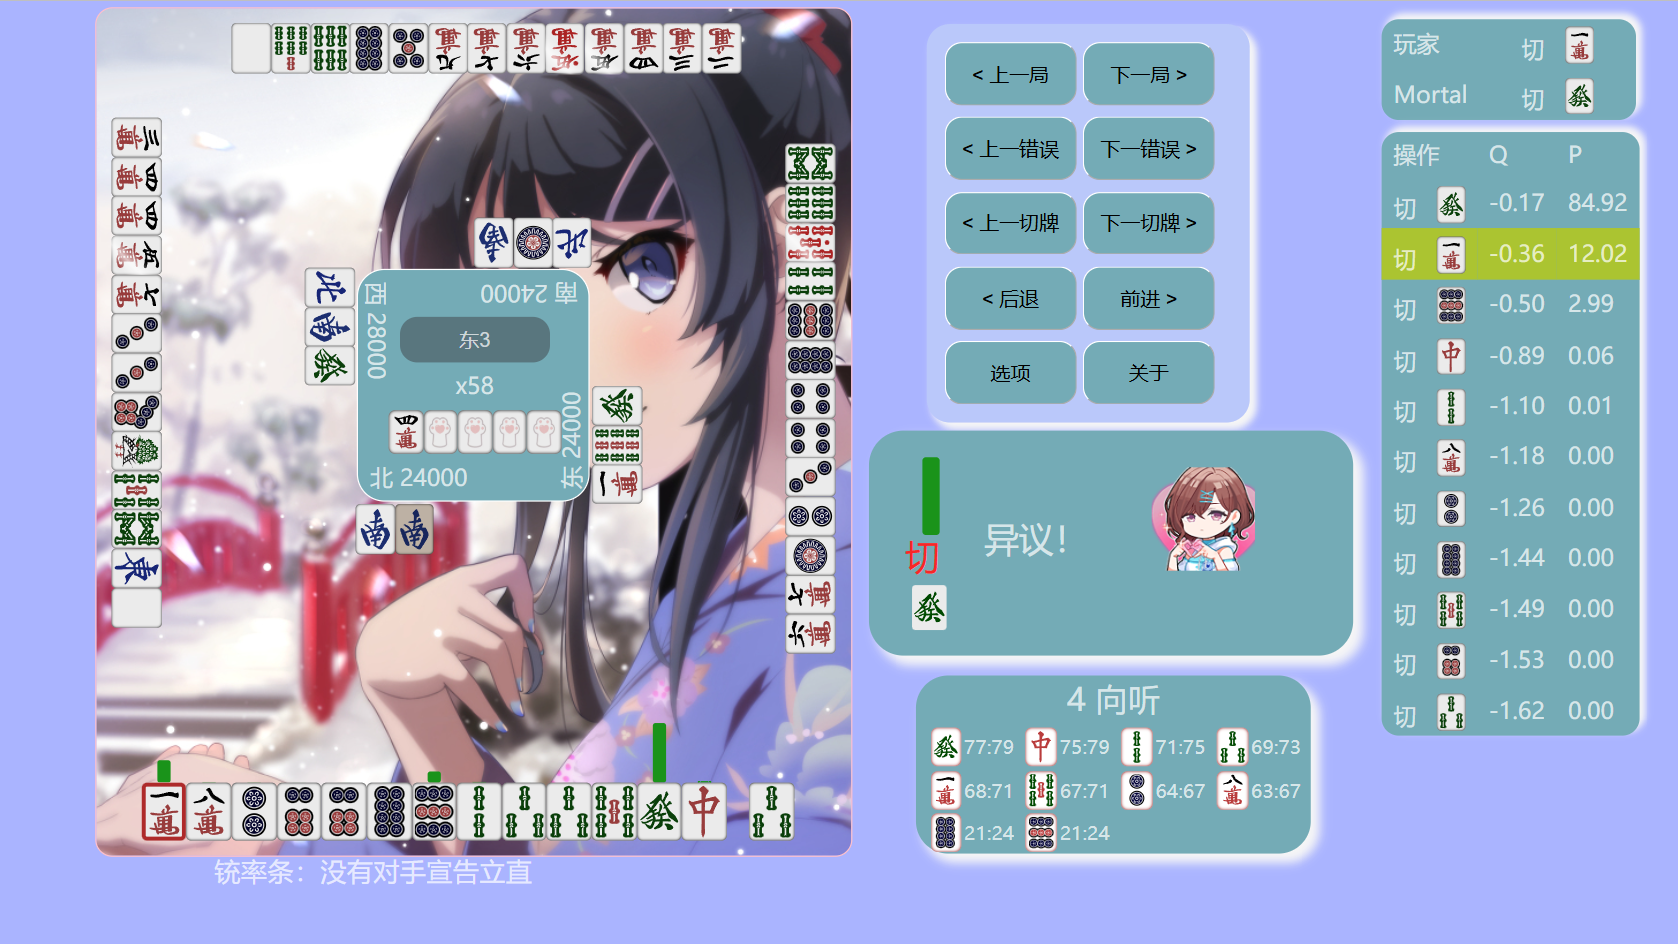 南 24000
西 28000
东3
x58
东 24000
北 24000
铳率条：没有对手宣告立直
< 上一局
下一局 >
< 上一错误
下一错误 >
< 上一切牌
下一切牌 >
< 后退
前进 >
选项
关于
切
异议！
4 向听
77:79
75:79
71:75
69:73
68:71
67:71
64:67
63:67
21:24
21:24
玩家 切
Mortal 切
操作 Q P
切 -0.17 84.92
切 -0.36 12.02
切 -0.50 2.99
切 -0.89 0.06
切 -1.10 0.01
切 -1.18 0.00
切 -1.26 0.00
切 -1.44 0.00
切 -1.49 0.00
切 -1.53 0.00
切 -1.62 0.00